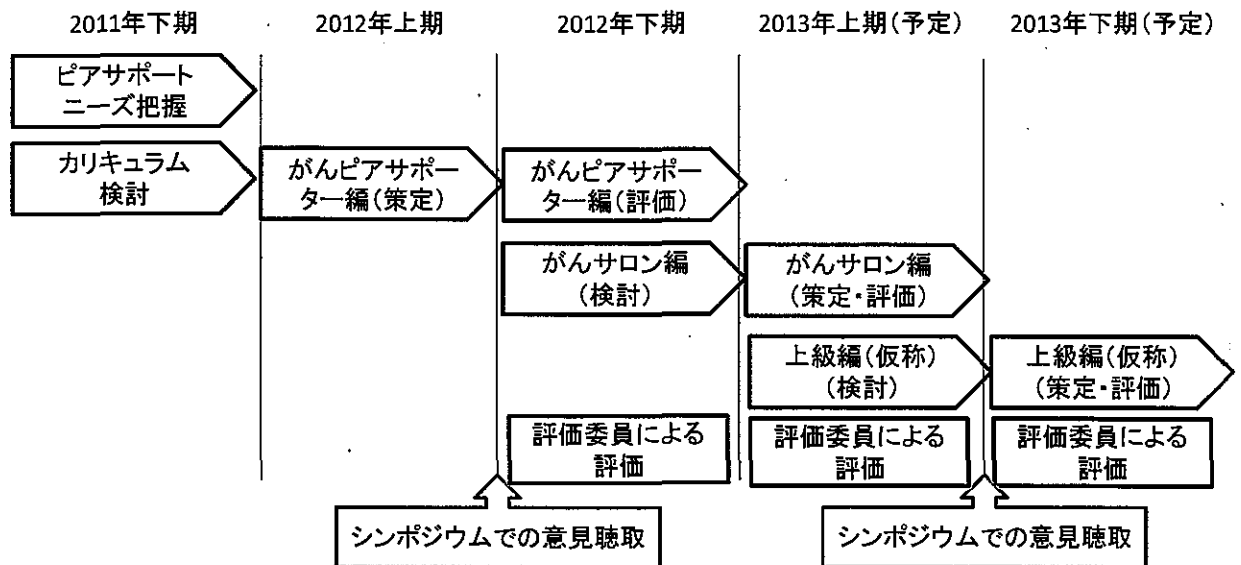 2011年下期
2012年上期
2012年下期
2013年上期(予定)
2013年下期(予定)
ピアサポート
ニーズ把握
カリキュラム
検討
がんピアサポー
ター編(策定)
がんピアサポー
ター編(評価)
がんサロン編
(検討)
がんサロン編
(策定・評価)
上級編(仮称)
(検討)
上級編(仮称)
(策定・評価)
評価委員による
評価
評価委員による
評価
評価委員による
評価
シンポジウムでの意見聴取
シンポジウムでの意見聴取